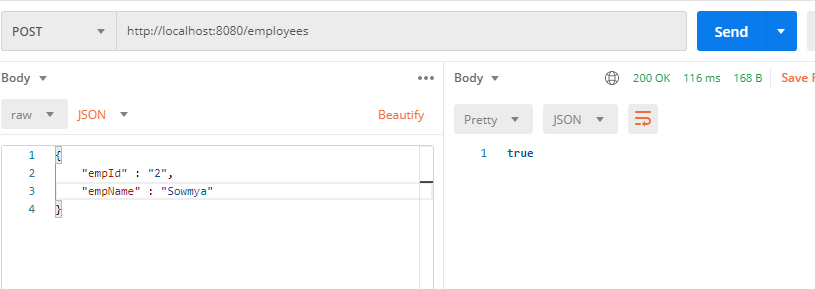 POST http://localhost:8080/employees Send
Body Body 200 OK 116 ms 168 B Save
raw JSON Beautify Pretty JSON
1 { 1 true
2 "empId" : "2",
3 "empName" : "Sowmya"
4 }